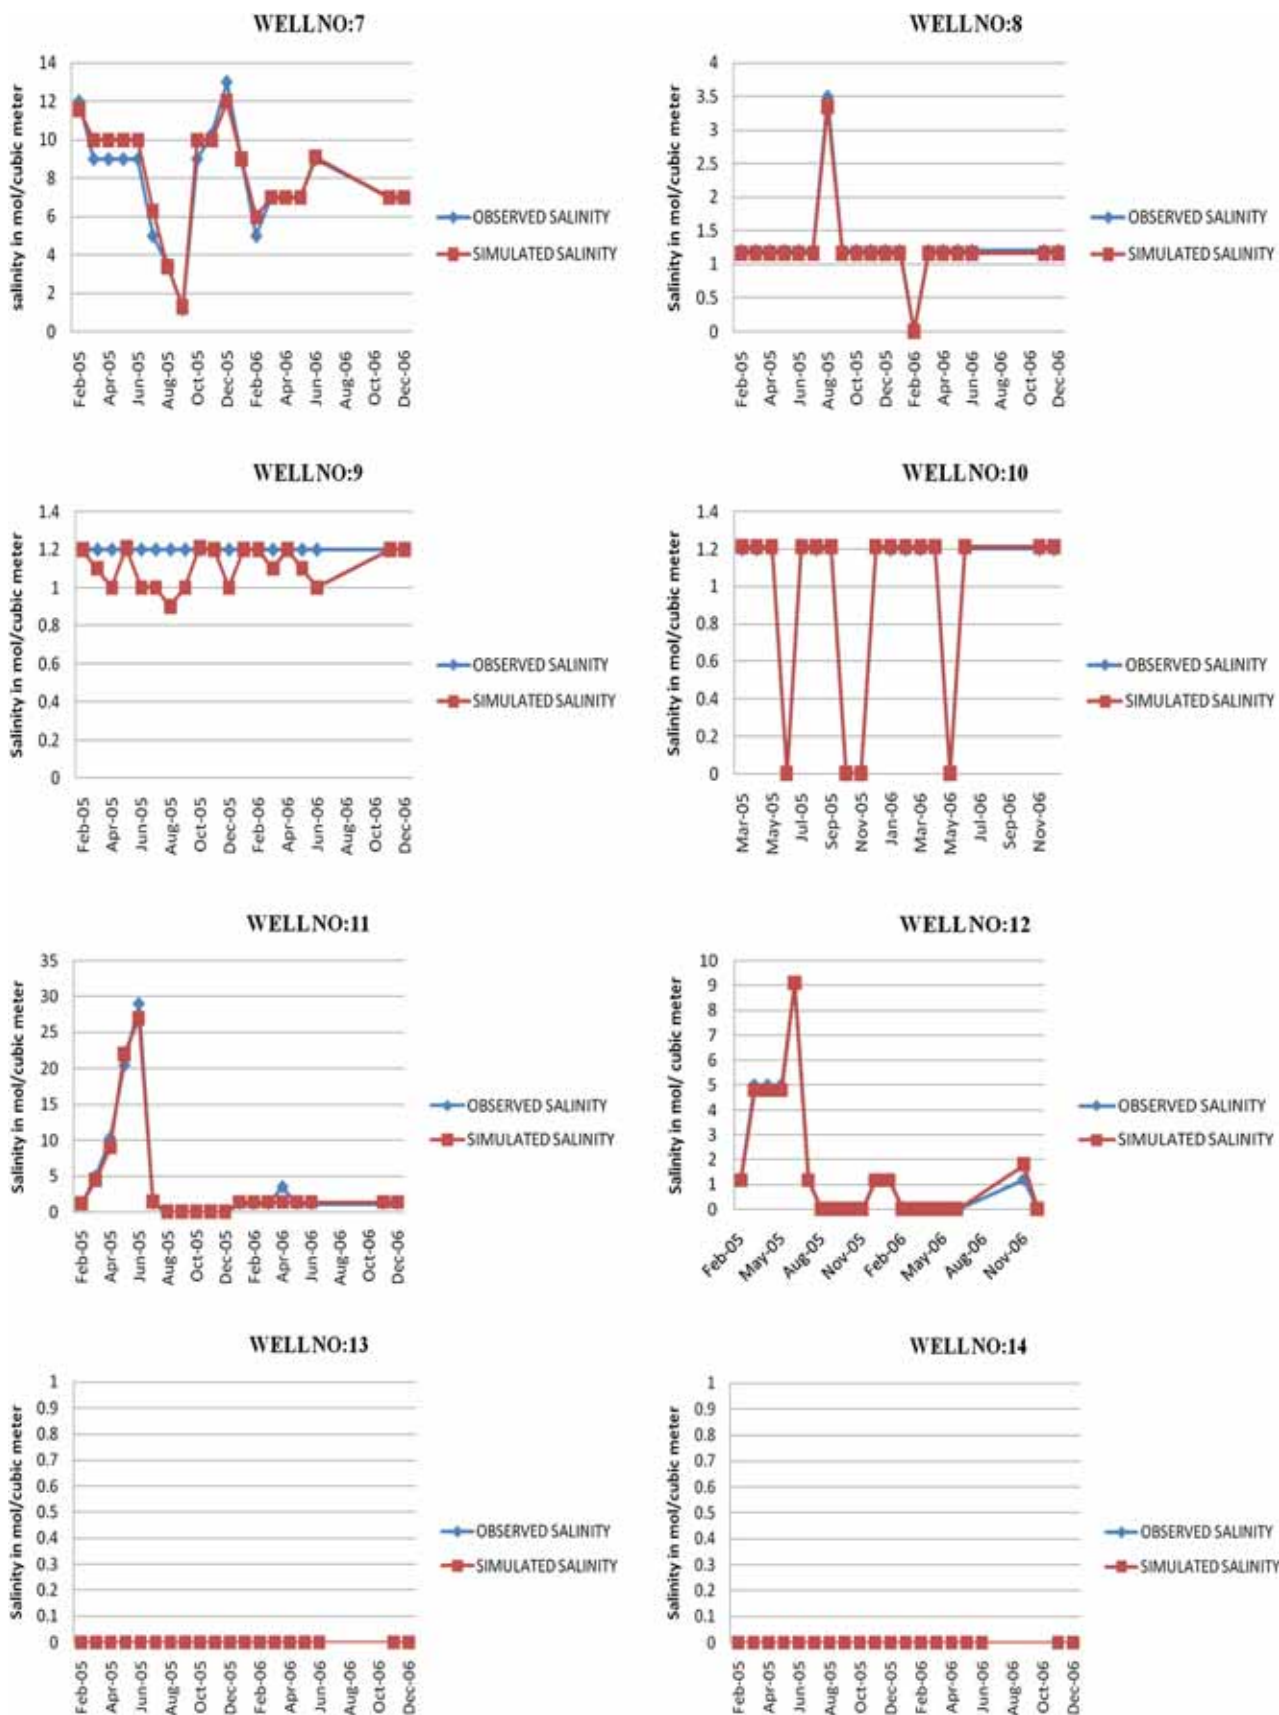 WELLNO:7
salinity in mol/cubic meter
14
12
10
8
6
4
2
0
Feb-05
Apr-05
Jun-05
Aug-05
Oct-05
Dec-05
Feb-06
Apr-06
Jun-06
Aug-06
Oct-06
Dec-06
OBSERVED SALINITY
SIMULATED SALINITY
WELLNO:8
Salinity in mol/cubic meter
4
3.5
3
2.5
2
1.5
1
0.5
0
Feb-05
Apr-05
Jun-05
Aug-05
Oct-05
Dec-05
Feb-06
Apr-06
Jun-06
Aug-06
Oct-06
Dec-06
OBSERVED SALINITY
SIMULATED SALINITY
WELLNO:9
Salinity in mol/cubic meter
1.4
1.2
1
0.8
0.6
0.4
0.2
0
Feb-05
Apr-05
Jun-05
Aug-05
Oct-05
Dec-05
Feb-06
Apr-06
Jun-06
Aug-06
Oct-06
Dec-06
OBSERVED SALINITY
SIMULATED SALINITY
WELLNO:10
Salinity in mol/cubic meter
1.4
1.2
1
0.8
0.6
0.4
0.2
0
Mar-05
May-05
Jul-05
Sep-05
Nov-05
Jan-06
Mar-06
May-06
Jul-06
Sep-06
Nov-06
OBSERVED SALINITY
SIMULATED SALINITY
WELLNO:11
Salinity in mol/cubic meter
35
30
25
20
15
10
5
0
Feb-05
Apr-05
Jun-05
Aug-05
Oct-05
Dec-05
Feb-06
Apr-06
Jun-06
Aug-06
Oct-06
Dec-06
OBSERVED SALINITY
SIMULATED SALINITY
WELLNO:12
Salinity in mol/ cubic meter
10
9
8
7
6
5
4
3
2
1
0
Feb-05
May-05
Aug-05
Nov-05
Feb-06
May-06
Aug-06
Nov-06
OBSERVED SALINITY
SIMULATED SALINITY
WELLNO:13
Salinity in mol/cubic meter
1
0.9
0.8
0.7
0.6
0.5
0.4
0.3
0.2
0.1
0
Feb-05
Apr-05
Jun-05
Aug-05
Oct-05
Dec-05
Feb-06
Apr-06
Jun-06
Aug-06
Oct-06
Dec-06
OBSERVED SALINITY
SIMULATED SALINITY
WELLNO:14
Salinity in mol/cubic meter
1
0.9
0.8
0.7
0.6
0.5
0.4
0.3
0.2
0.1
0
Feb-05
Apr-05
Jun-05
Aug-05
Oct-05
Dec-05
Feb-06
Apr-06
Jun-06
Aug-06
Oct-06
Dec-06
OBSERVED SALINITY
SIMULATED SALINITY